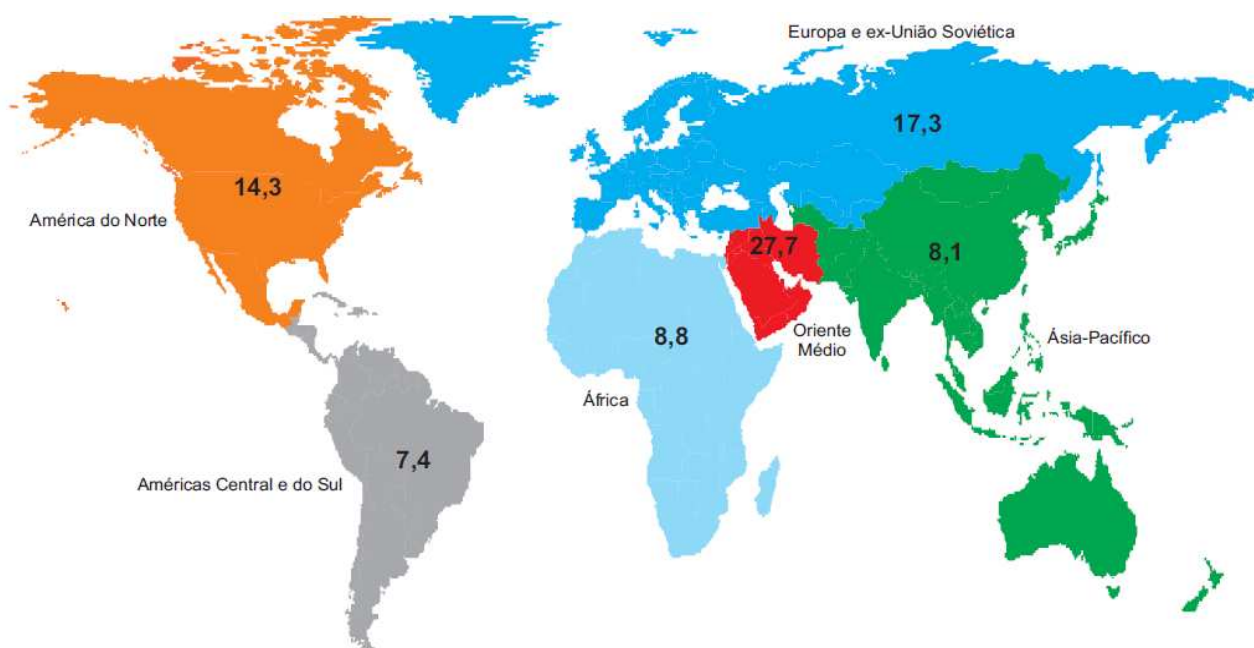 Europa e ex-União Soviética
17,3
14,3
América do Norte
27,7
8,1
Oriente
Médio
8,8
Ásia-Pacífico
África
7,4
Américas Central e do Sul